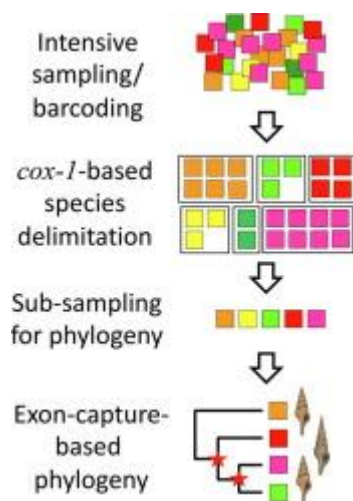 Intensive
sampling/
barcoding
cox-1-based
species
delimitation
Sub-sampling
for phylogeny
Exon-capture-
based
phylogeny